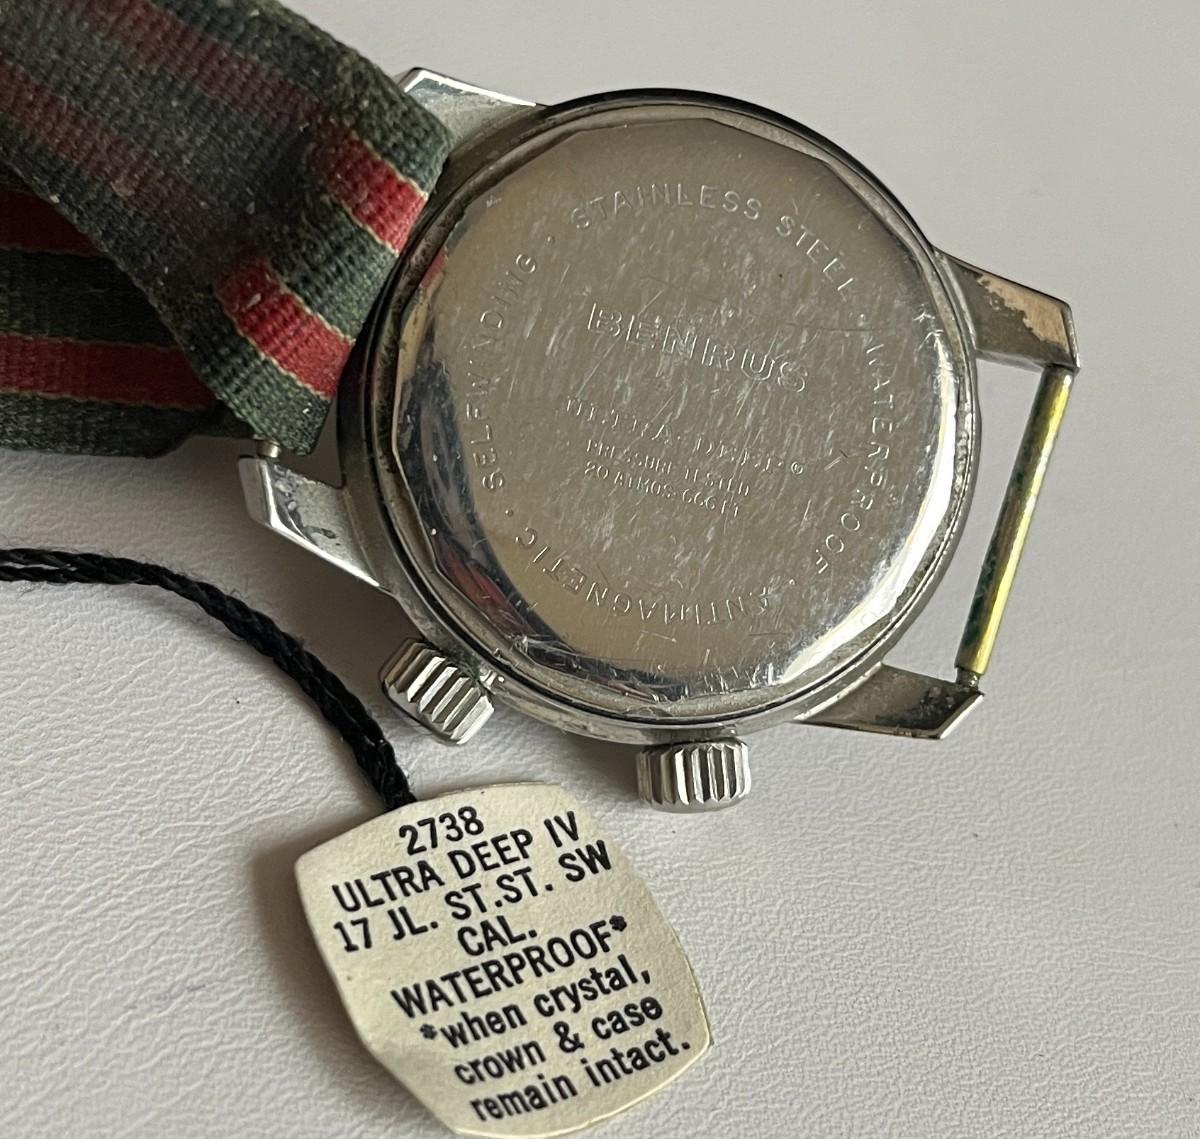 STAINLESS STEEL · WATERPROOF · ANTIMAGNETIC · SELFWINDING ·
BENRUS
ULTRA-DEEP®
PRESSURE TESTED
20 ATMOS-666 FT
2738
ULTRA DEEP IV
17 JL. ST.ST. SW
CAL.
WATERPROOF*
*when crystal,
crown & case
remain intact.